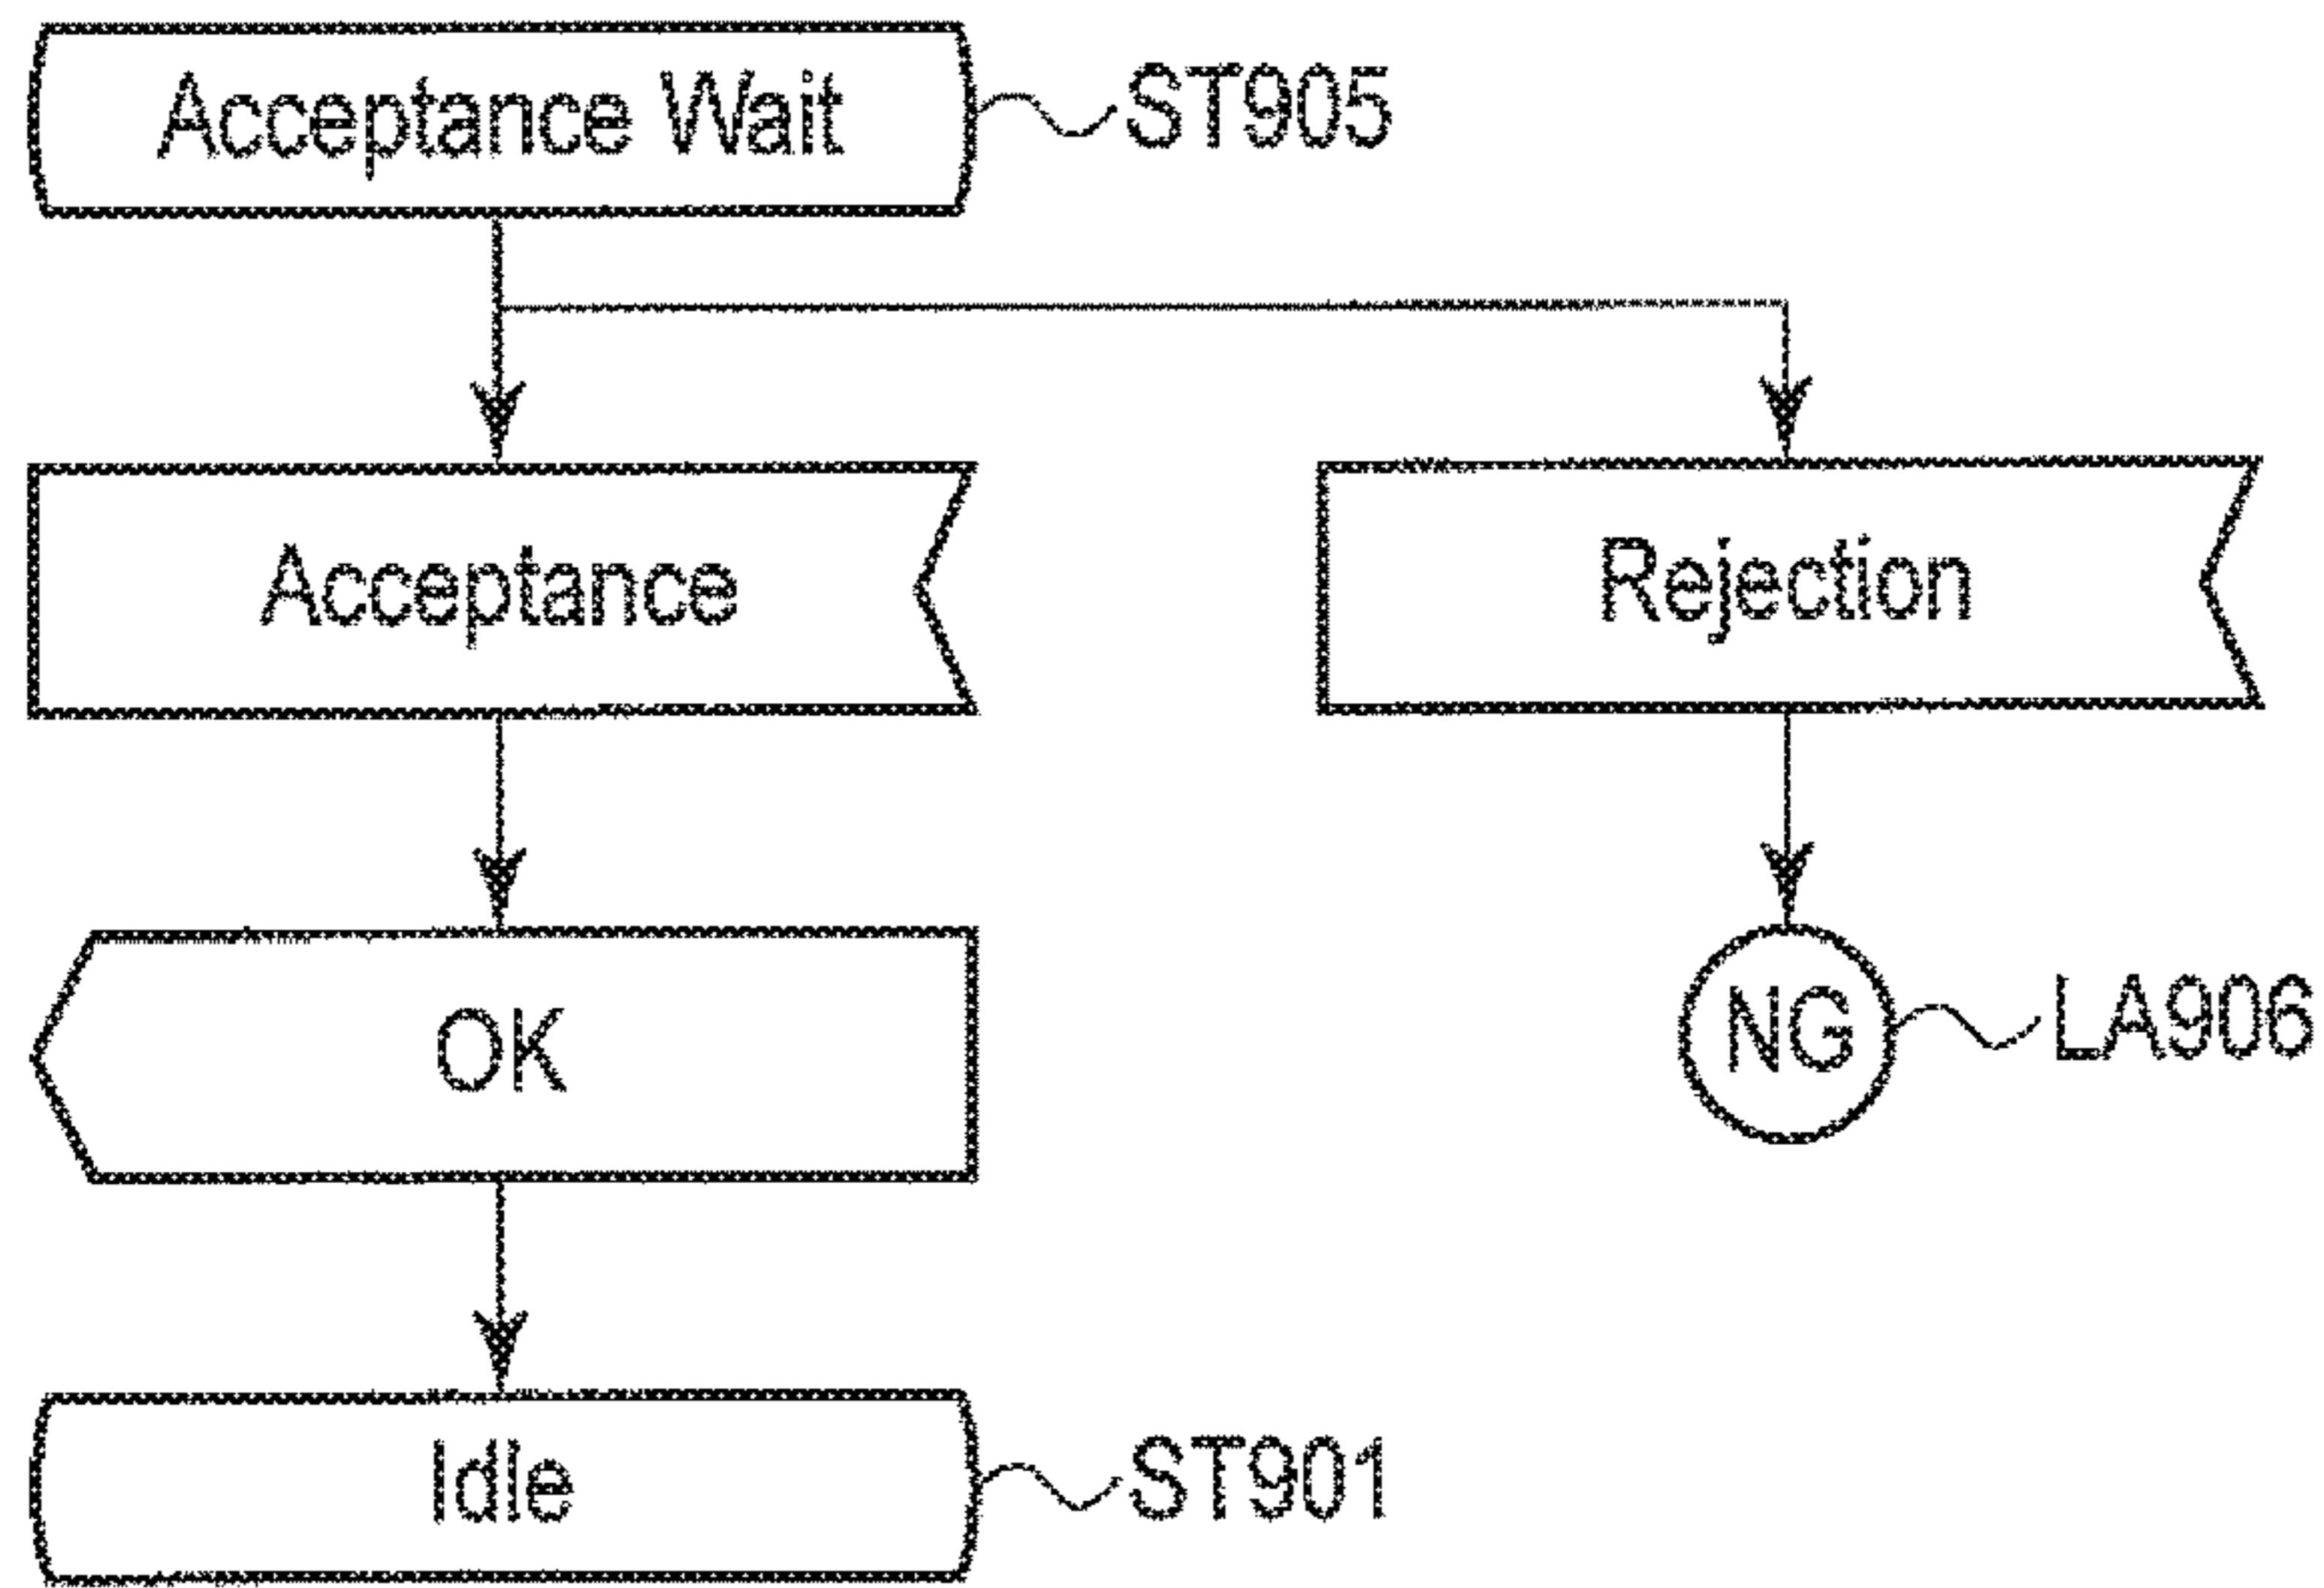 Acceptance Wait
ST905
Acceptance
Rejection
OK
NG
LA906
Idle
ST901